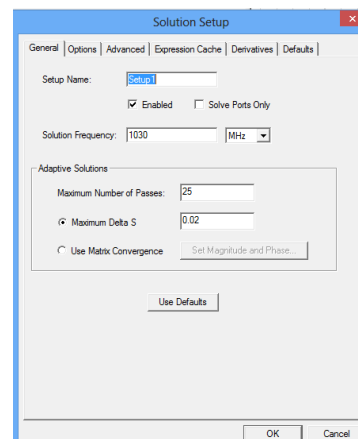 Solution Setup
General Options Advanced Expression Cache Derivatives Defaults
Setup Name: Setup1
Enabled Solve Ports Only
Solution Frequency: 1030 MHz
Adaptive Solutions
Maximum Number of Passes: 25
Maximum Delta S 0.02
Use Matrix Convergence Set Magnitude and Phase...
Use Defaults
OK Cancel